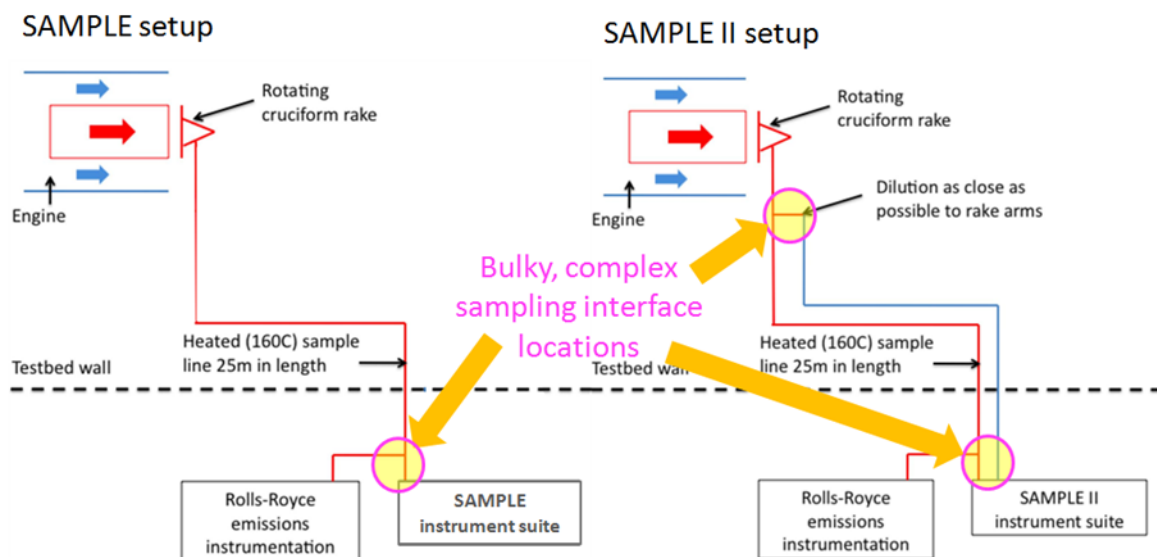 SAMPLE setup
Rotating
cruciform rake
Engine
Heated (160C) sample
line 25m in length
Testbed wall
Rolls-Royce
emissions
instrumentation
SAMPLE
instrument suite
Bulky, complex
sampling interface
locations
SAMPLE II setup
Rotating
cruciform rake
Dilution as close as
possible to rake arms
Engine
Heated (160C) sample
line 25m in length
Testbed wall
Rolls-Royce
emissions
instrumentation
SAMPLE II
instrument suite